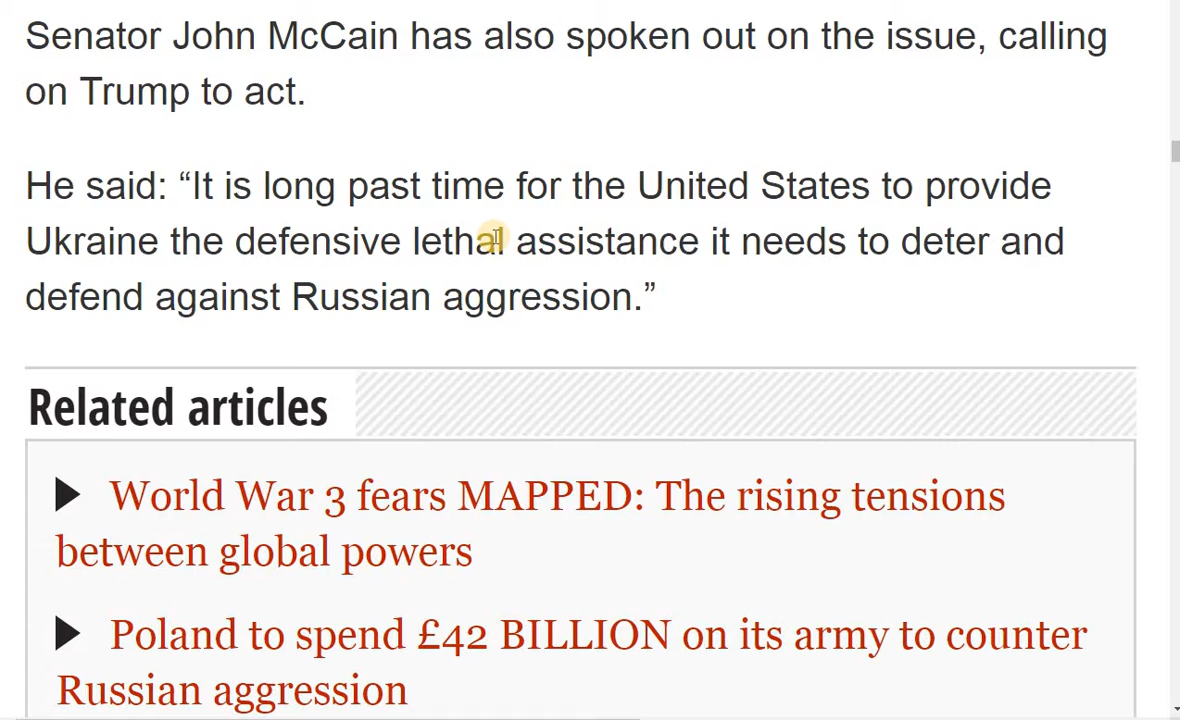 Senator John McCain has also spoken out on the issue, calling
on Trump to act.
He said: “It is long past time for the United States to provide
Ukraine the defensive lethal assistance it needs to deter and
defend against Russian aggression.”
Related articles
World War 3 fears MAPPED: The rising tensions
between global powers
Poland to spend £42 BILLION on its army to counter
Russian aggression